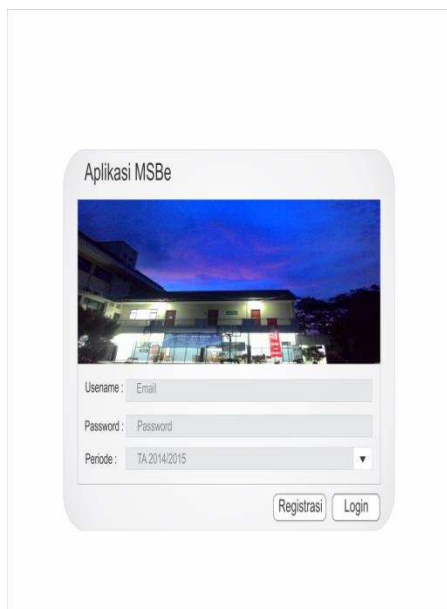 Aplikasi MSBe
Usename : Email
Password : Password
Periode : TA 2014/2015
Registrasi Login